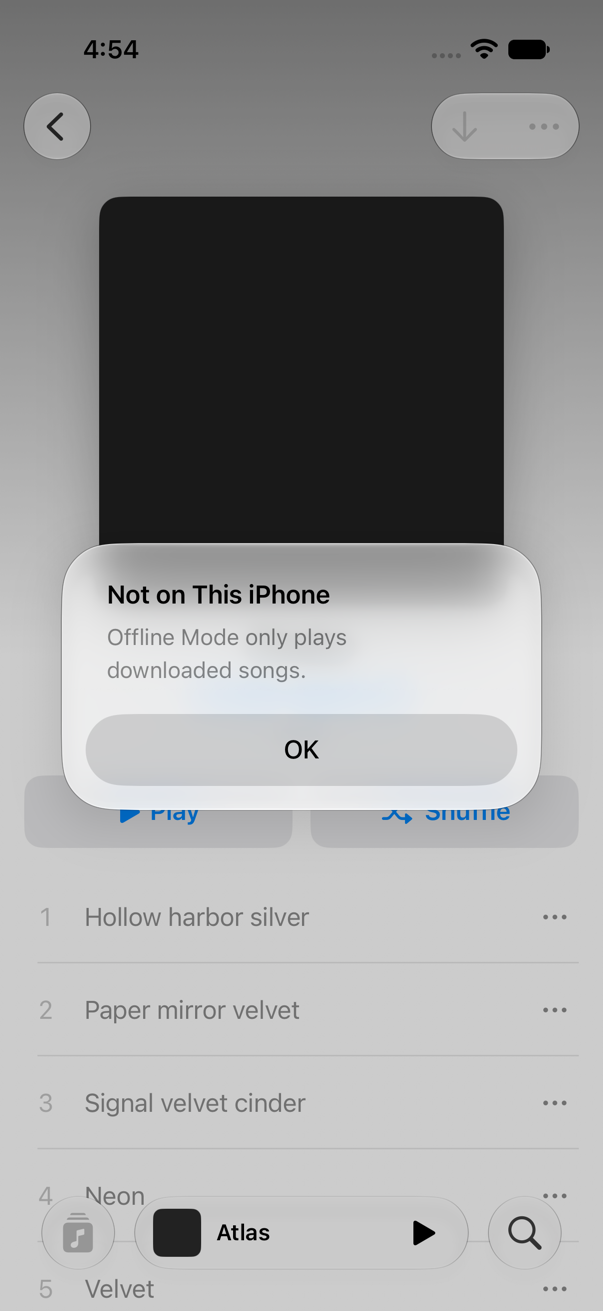 4:54
Not on This iPhone
Offline Mode only plays
downloaded songs.
OK
Play
Shuffle
1 Hollow harbor silver
2 Paper mirror velvet
3 Signal velvet cinder
4 Neon
Atlas
5 Velvet